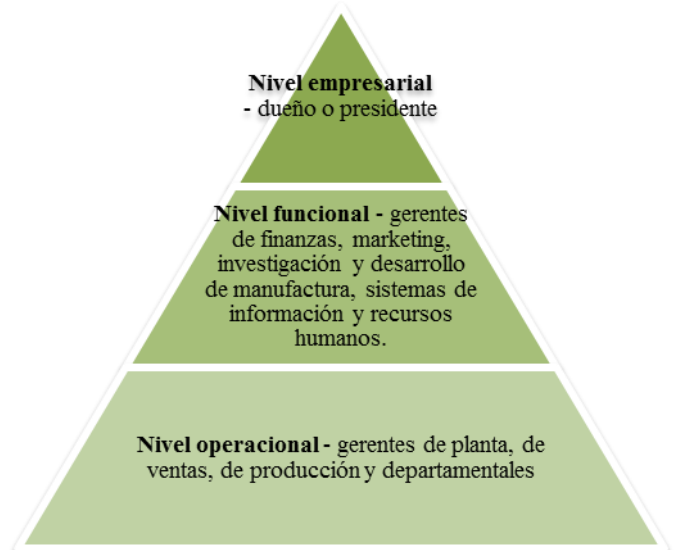 Nivel empresarial
- dueño o presidente
Nivel funcional - gerentes
de finanzas, marketing,
investigación y desarrollo
de manufactura, sistemas de
información y recursos
humanos.
Nivel operacional - gerentes de planta, de
ventas, de producción y departamentales